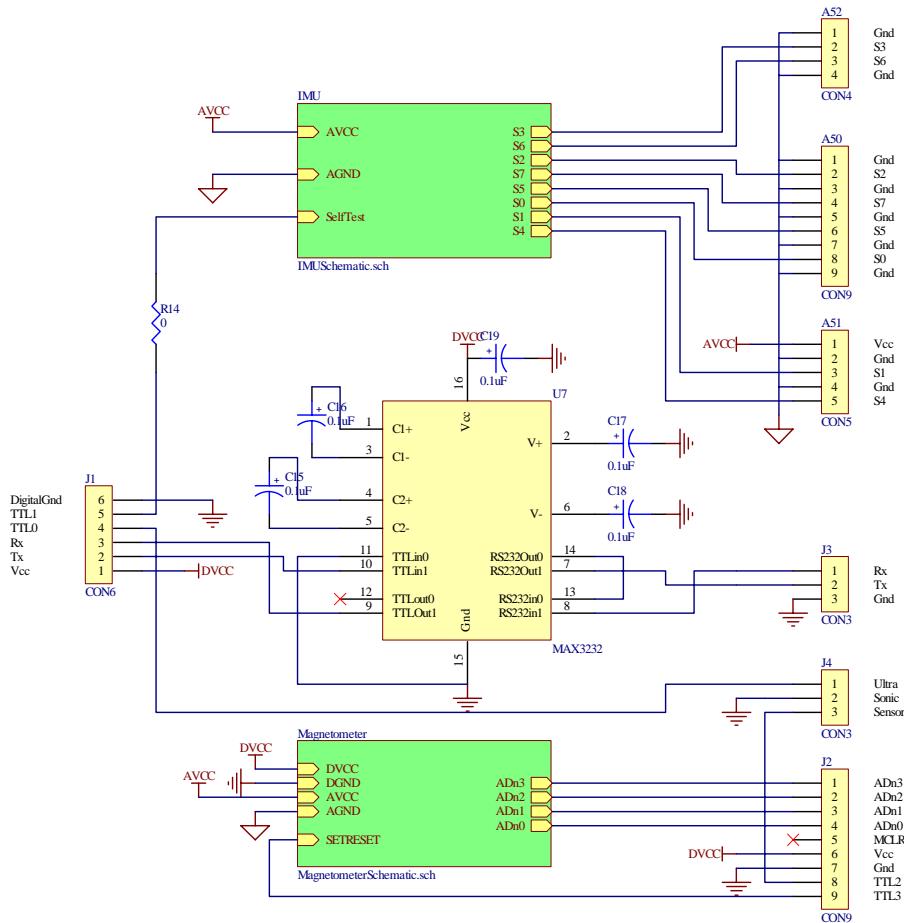 A52
1 Gnd
2 S3
3 S6
4 Gnd
CON4
IMU
AVCC
AVCC
AGND
SelfTest
S3
S6
S2
S7
S5
S0
S1
S4
IMUSchematic.sch
A50
1 Gnd
2 S2
3 Gnd
4 S7
5 Gnd
6 S5
7 Gnd
8 S0
9 Gnd
CON9
R14
0
A51
AVCC
1 Vcc
2 Gnd
3 S1
4 Gnd
5 S4
CON5
DVCC
C19
0.1uF
16
U7
Vcc
C16
0.1uF
1 C1+
3 C1-
C15
0.1uF
4 C2+
5 C2-
V+ 2
C17
0.1uF
V- 6
C18
0.1uF
11 TTLin0
10 TTLin1
12 TTLout0
9 TTLOut1
RS232Out0 14
RS232Out1 7
RS232in0 13
RS232in1 8
Gnd
15
MAX3232
J1
DigitalGnd 6
TTL1 5
TTL0 4
Rx 3
Tx 2
Vcc 1
DVCC
CON6
J3
1 Rx
2 Tx
3 Gnd
CON3
J4
1 Ultra
2 Sonic
3 Sensor
CON3
Magnetometer
DVCC
AVCC
DVCC
DGND
AVCC
AGND
SETRESET
ADn3
ADn2
ADn1
ADn0
MagnetometerSchematic.sch
J2
1 ADn3
2 ADn2
3 ADn1
4 ADn0
5 MCLR
DVCC
6 Vcc
7 Gnd
8 TTL2
9 TTL3
CON9